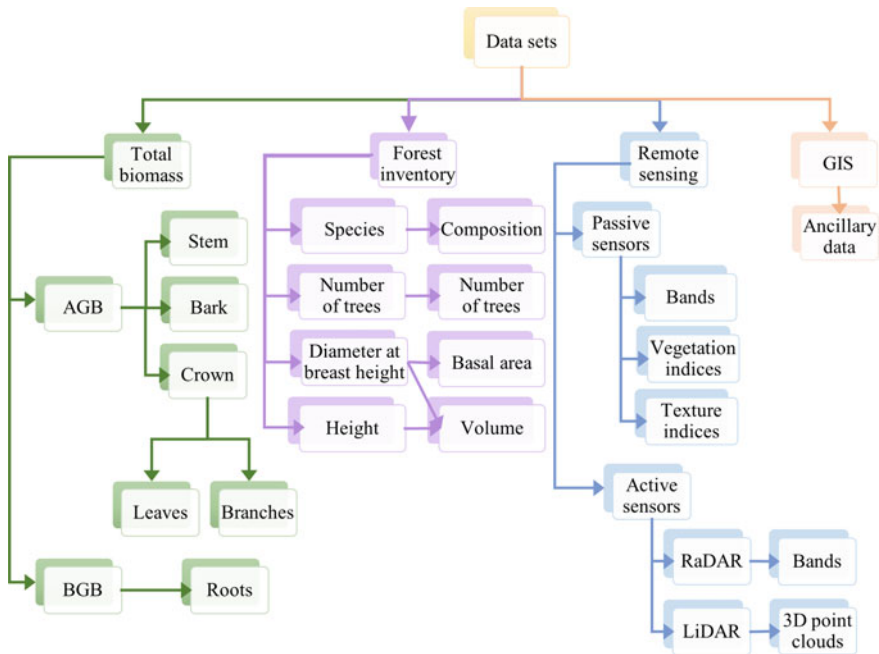 Data sets
Total
biomass
Forest
inventory
Remote
sensing
GIS
Stem
Species
Composition
Passive
sensors
Ancillary
data
AGB
Bark
Number
of trees
Number
of trees
Bands
Crown
Diameter at
breast height
Basal area
Vegetation
indices
Height
Volume
Texture
indices
Leaves
Branches
Active
sensors
BGB
Roots
RaDAR
Bands
LiDAR
3D point
clouds